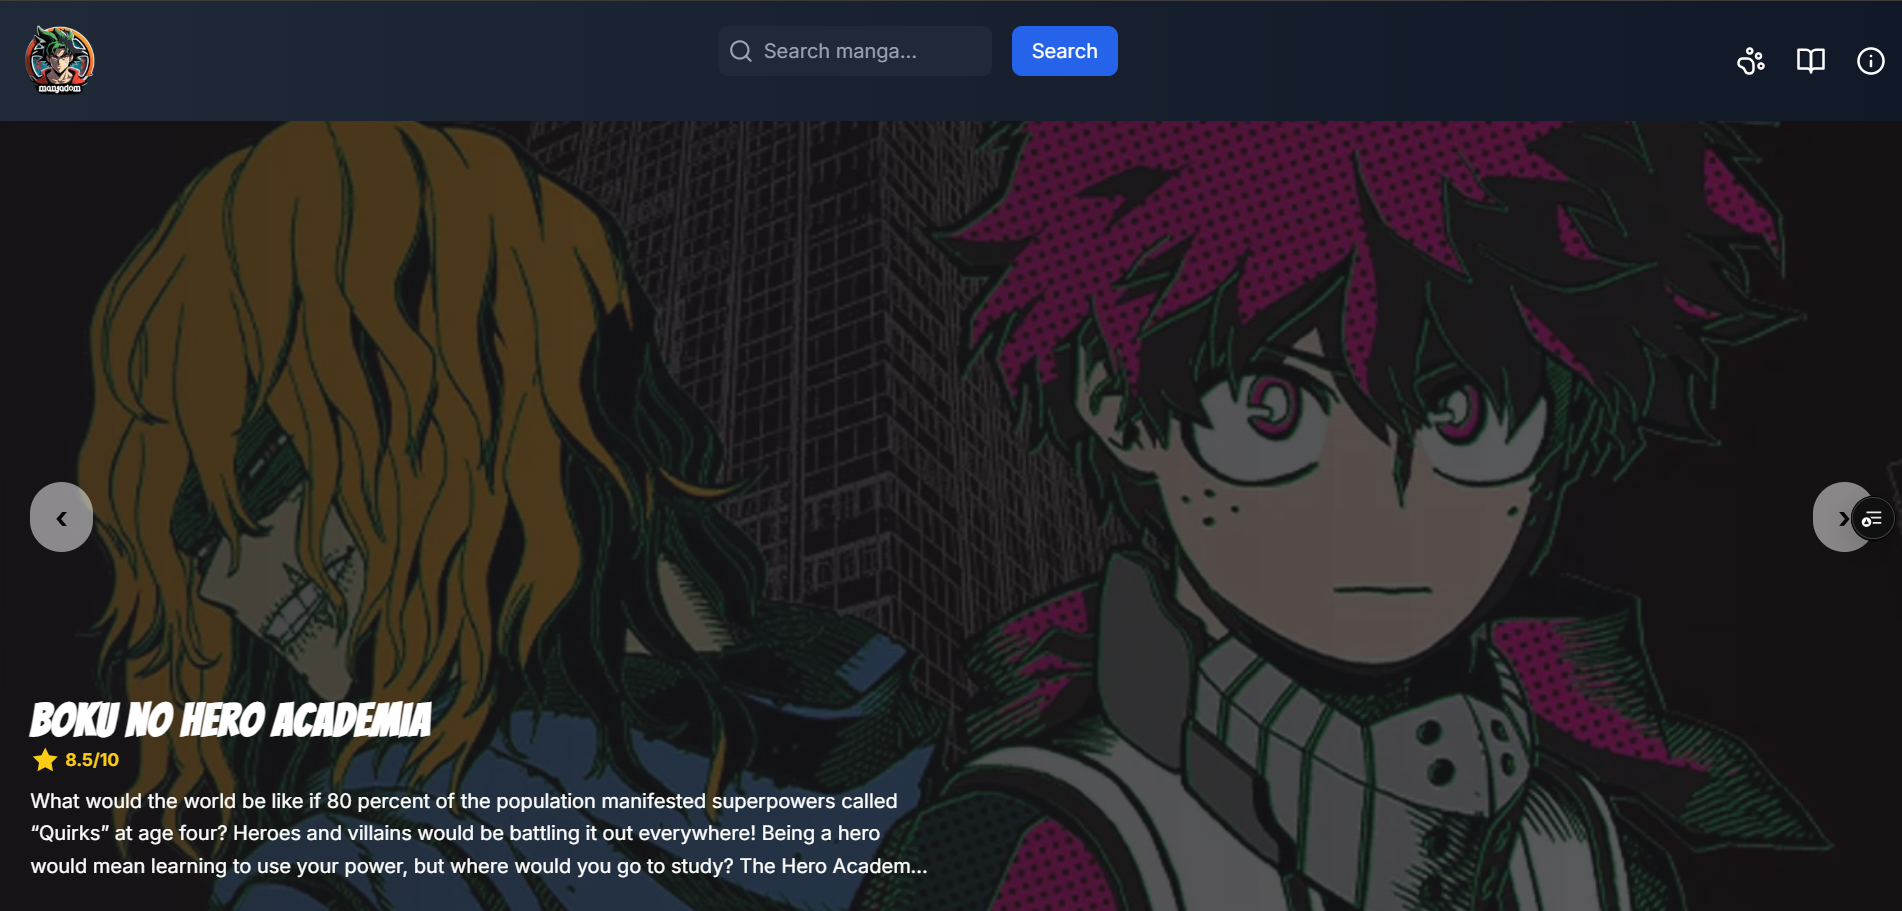 mangadom
Search manga...
Search
BOKU NO HERO ACADEMIA
8.5/10
What would the world be like if 80 percent of the population manifested superpowers called
“Quirks” at age four? Heroes and villains would be battling it out everywhere! Being a hero
would mean learning to use your power, but where would you go to study? The Hero Academ...